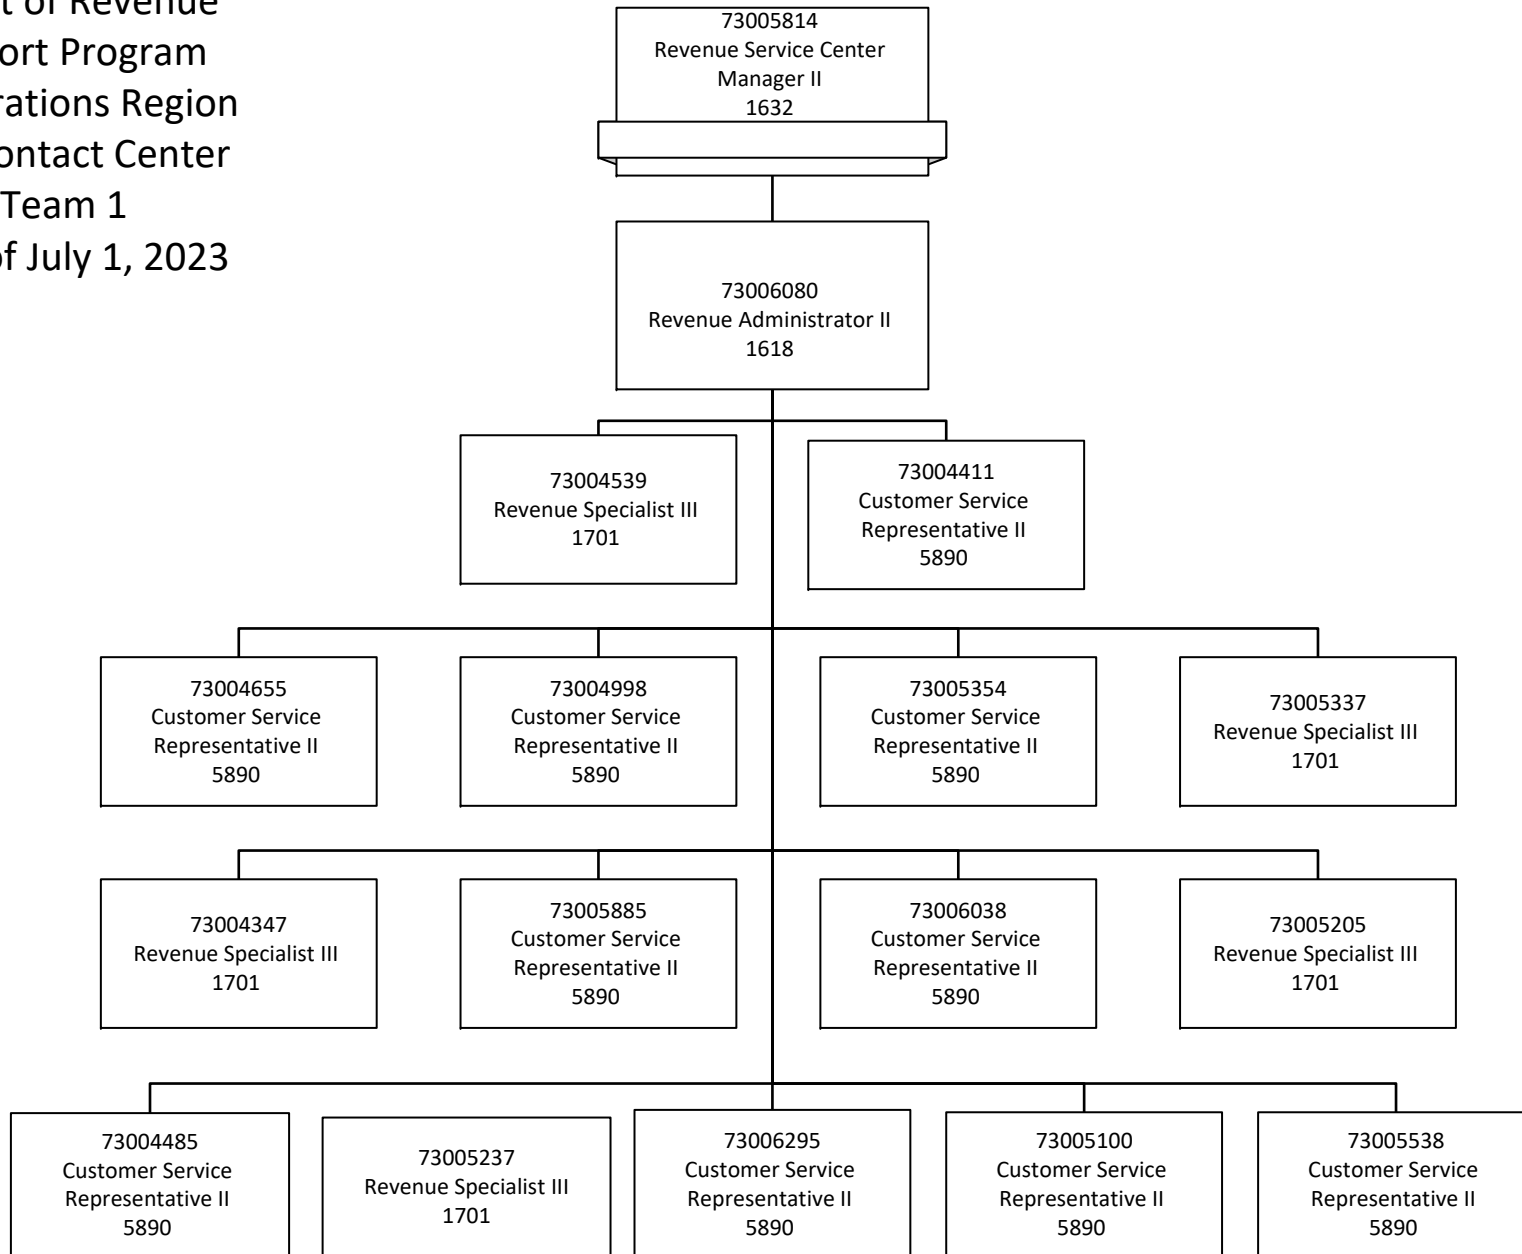 of Revenue
Program
Region
Center
Team 1
of July 1, 2023
73005814
Revenue Service Center
Manager II
1632
73006080
Revenue Administrator II
1618
73004539
Revenue Specialist III
1701
73004411
Customer Service
Representative II
5890
73004655
Customer Service
Representative II
5890
73004998
Customer Service
Representative II
5890
73005354
Customer Service
Representative II
5890
73005337
Revenue Specialist III
1701
73004347
Revenue Specialist III
1701
73005885
Customer Service
Representative II
5890
73006038
Customer Service
Representative II
5890
73005205
Revenue Specialist III
1701
73004485
Customer Service
Representative II
5890
73005237
Revenue Specialist III
1701
73006295
Customer Service
Representative II
5890
73005100
Customer Service
Representative II
5890
73005538
Customer Service
Representative II
5890